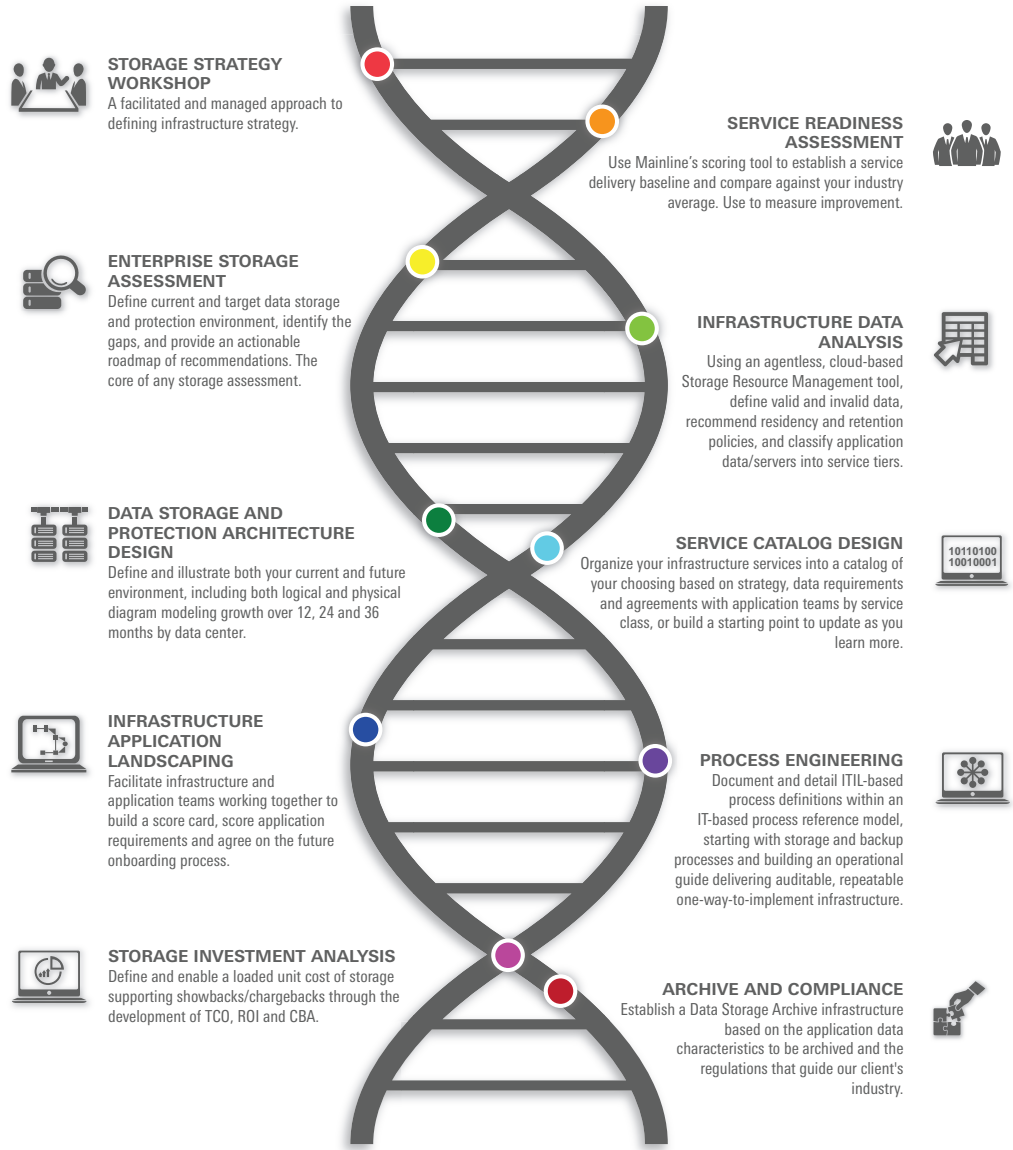 STORAGE STRATEGY
WORKSHOP
A facilitated and managed approach to
defining infrastructure strategy.
SERVICE READINESS
ASSESSMENT
Use Mainline's scoring tool to establish a service
delivery baseline and compare against your industry
average. Use to measure improvement.
ENTERPRISE STORAGE
ASSESSMENT
Define current and target data storage
and protection environment, identify the
gaps, and provide an actionable
roadmap of recommendations. The
core of any storage assessment.
INFRASTRUCTURE DATA
ANALYSIS
Using an agentless, cloud-based
Storage Resource Management tool,
define valid and invalid data,
recommend residency and retention
policies, and classify application
data/servers into service tiers.
DATA STORAGE AND
PROTECTION ARCHITECTURE
DESIGN
Define and illustrate both your current and future
environment, including both logical and physical
diagram modeling growth over 12, 24 and 36
months by data center.
SERVICE CATALOG DESIGN
Organize your infrastructure services into a catalog of
your choosing based on strategy, data requirements
and agreements with application teams by service
class, or build a starting point to update as you
learn more.
10110100
10010001
INFRASTRUCTURE
APPLICATION
LANDSCAPING
Facilitate infrastructure and
application teams working together to
build a score card, score application
requirements and agree on the future
onboarding process.
PROCESS ENGINEERING
Document and detail ITIL-based
process definitions within an
IT-based process reference model,
starting with storage and backup
processes and building an operational
guide delivering auditable, repeatable
one-way-to-implement infrastructure.
STORAGE INVESTMENT ANALYSIS
Define and enable a loaded unit cost of storage
supporting showbacks/chargebacks through the
development of TCO, ROI and CBA.
ARCHIVE AND COMPLIANCE
Establish a Data Storage Archive infrastructure
based on the application data
characteristics to be archived and the
regulations that guide our client's
industry.